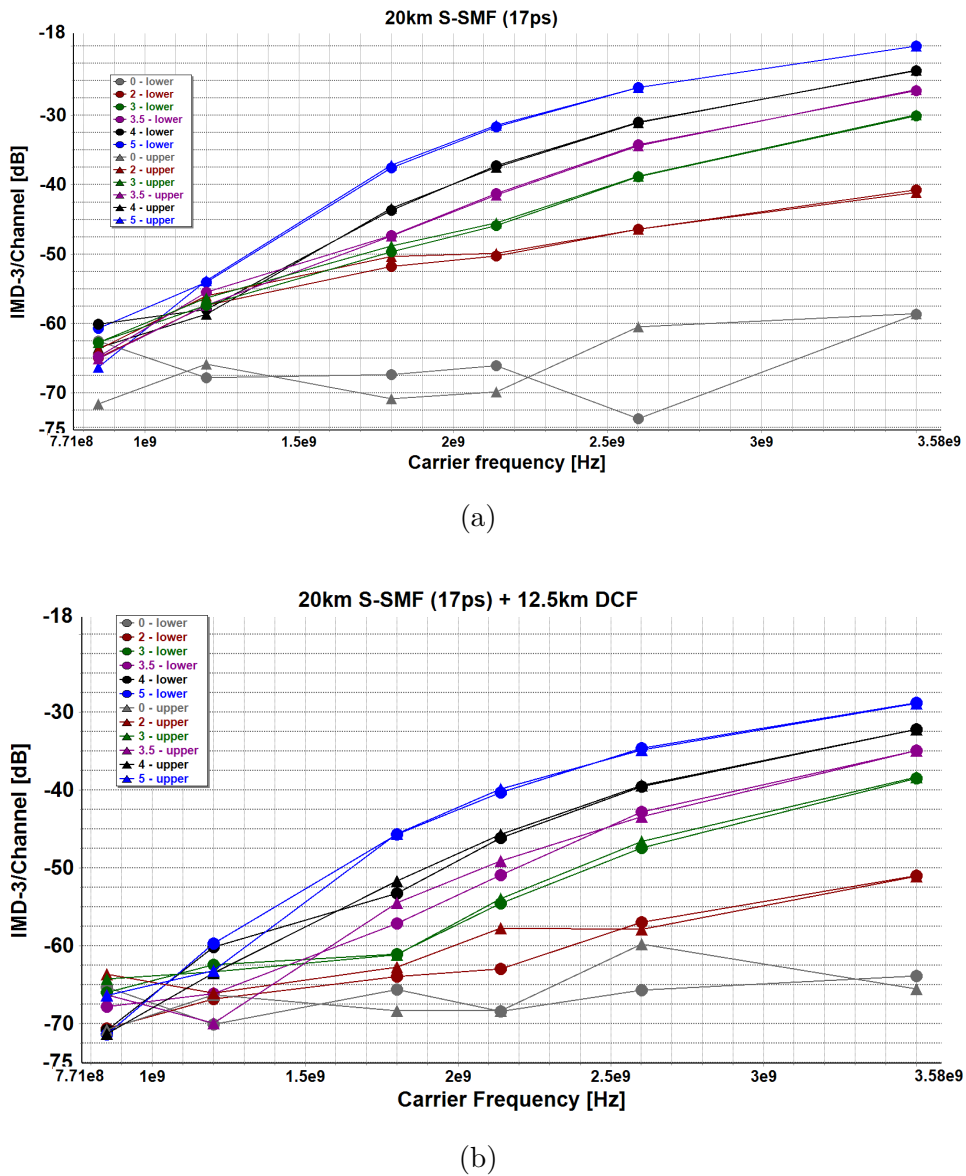 20km S-SMF (17ps)
-18
-30
-40
-50
-60
-70
-75
IMD-3/Channel [dB]
0 - lower
2 - lower
3 - lower
3.5 - lower
4 - lower
5 - lower
0 - upper
2 - upper
3 - upper
3.5 - upper
4 - upper
5 - upper
7.71e8 1e9 1.5e9 2e9 2.5e9 3e9 3.58e9
Carrier frequency [Hz]
(a)
20km S-SMF (17ps) + 12.5km DCF
-18
-30
-40
-50
-60
-70
-75
IMD-3/Channel [dB]
0 - lower
2 - lower
3 - lower
3.5 - lower
4 - lower
5 - lower
0 - upper
2 - upper
3 - upper
3.5 - upper
4 - upper
5 - upper
7.71e8 1e9 1.5e9 2e9 2.5e9 3e9 3.58e9
Carrier Frequency [Hz]
(b)